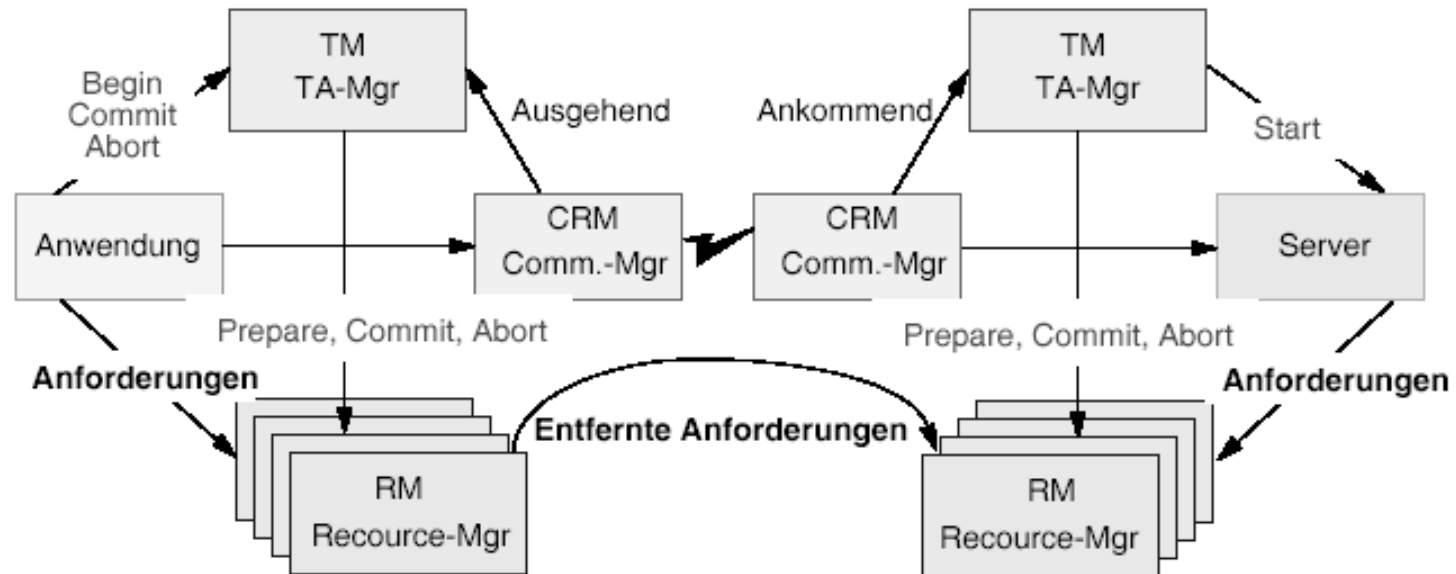 TM
TA-Mgr
TM
TA-Mgr
Begin
Commit
Abort
Ausgehend
Ankommend
Start
Anwendung
CRM
Comm.-Mgr
CRM
Comm.-Mgr
Server
Prepare, Commit, Abort
Prepare, Commit, Abort
Anforderungen
Anforderungen
Entfernte Anforderungen
RM
Recource-Mgr
RM
Recource-Mgr